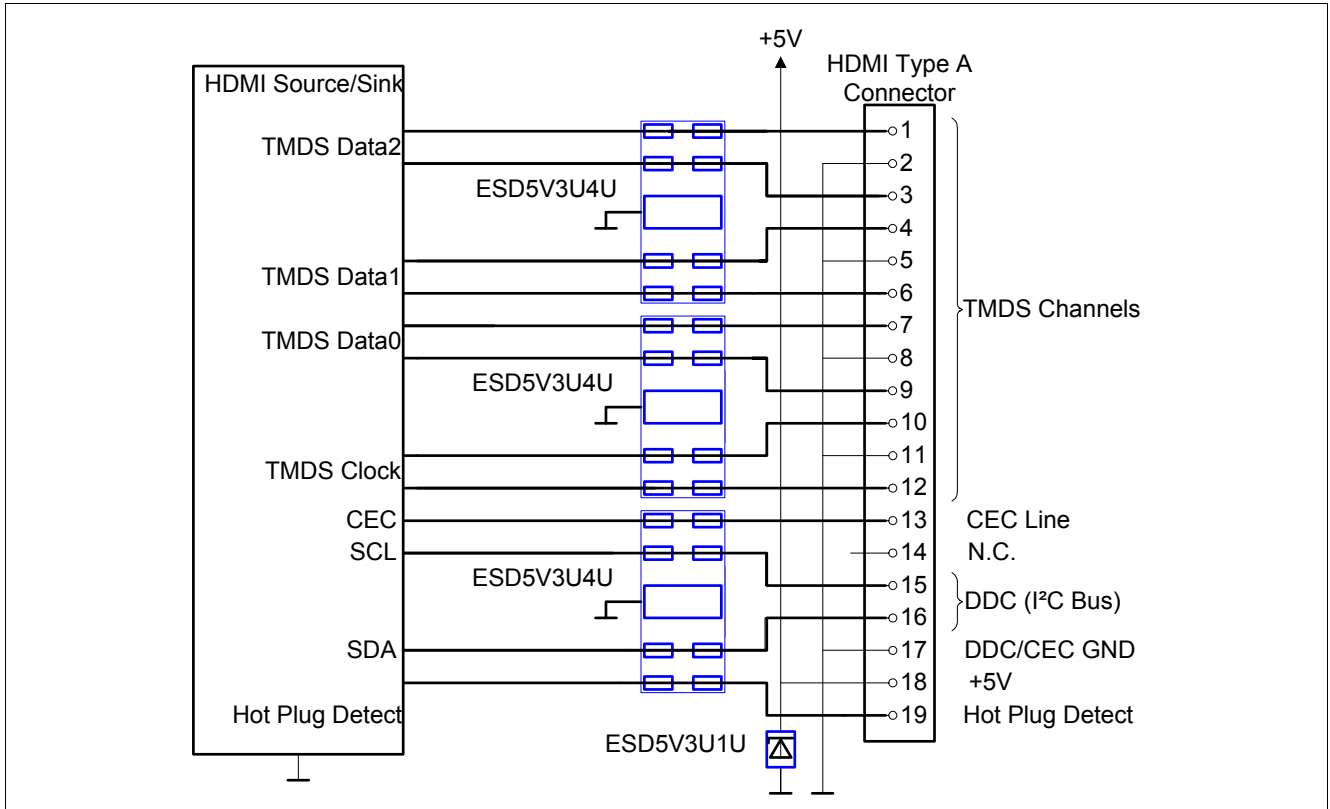 +5V
HDMI Type A
Connector
HDMI Source/Sink
TMDS Data2
ESD5V3U4U
TMDS Data1
TMDS Data0
ESD5V3U4U
TMDS Clock
CEC
SCL
ESD5V3U4U
SDA
Hot Plug Detect
ESD5V3U1U
1
2
3
4
5
6
7
8
9
10
11
12
13
14
15
16
17
18
19
TMDS Channels
CEC Line
N.C.
DDC (I²C Bus)
DDC/CEC GND
+5V
Hot Plug Detect